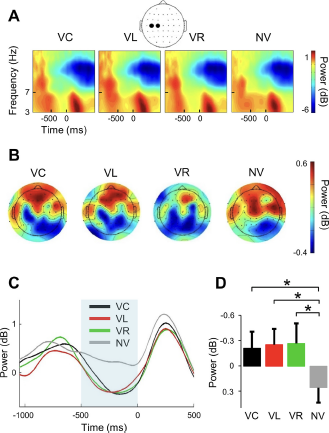 A
VC VL VR NV
Frequency (Hz)
7
3
-500 0 -500 0 -500 0 -500 0
Time (ms)
6
-6
Power (dB)
B
VC VL VR NV
0.6
-0.4
Power (dB)
C
VC
VL
VR
NV
Power (dB)
1
0
-1000 -500 0 500
Time (ms)
D
*
*
*
Power (dB)
-0.6
-0.3
0
0.3
VC VL VR NV